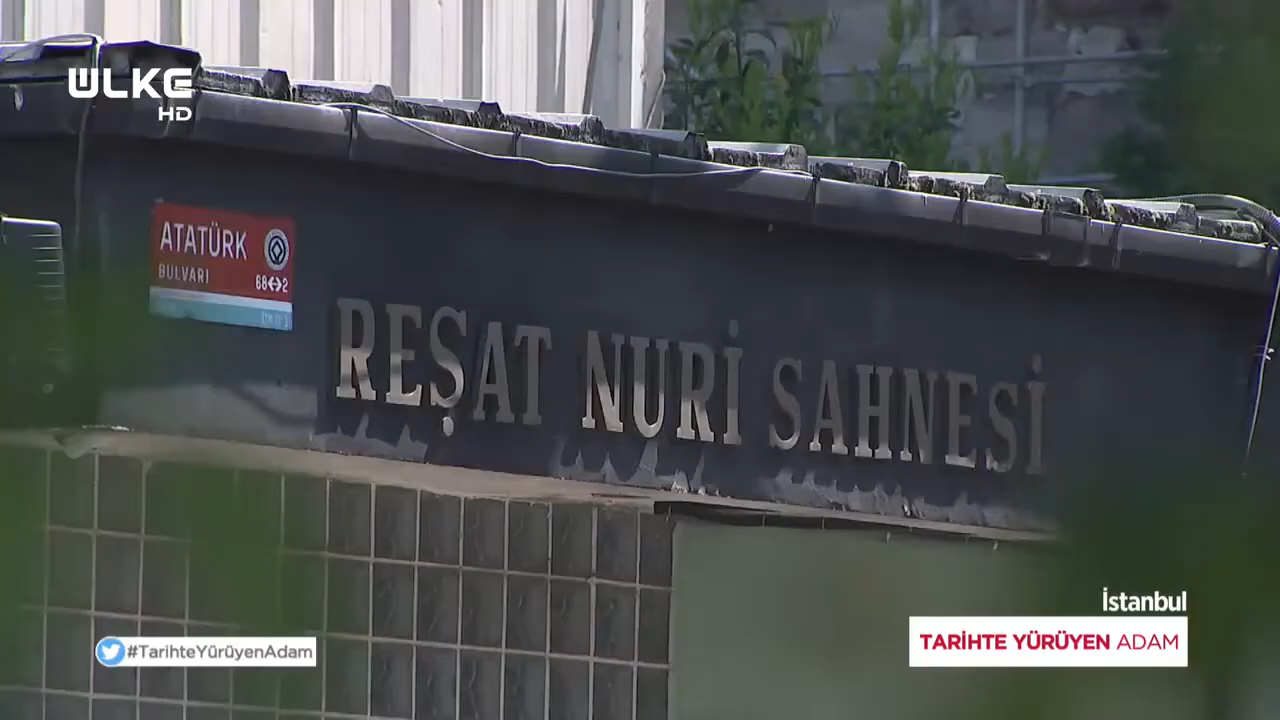 ÜLKE
HD
ATATÜRK
BULVARI
68↔2
REŞAT NURİ SAHNESİ
İstanbul
TARİHTE YÜRÜYEN ADAM
#TarihteYürüyenAdam